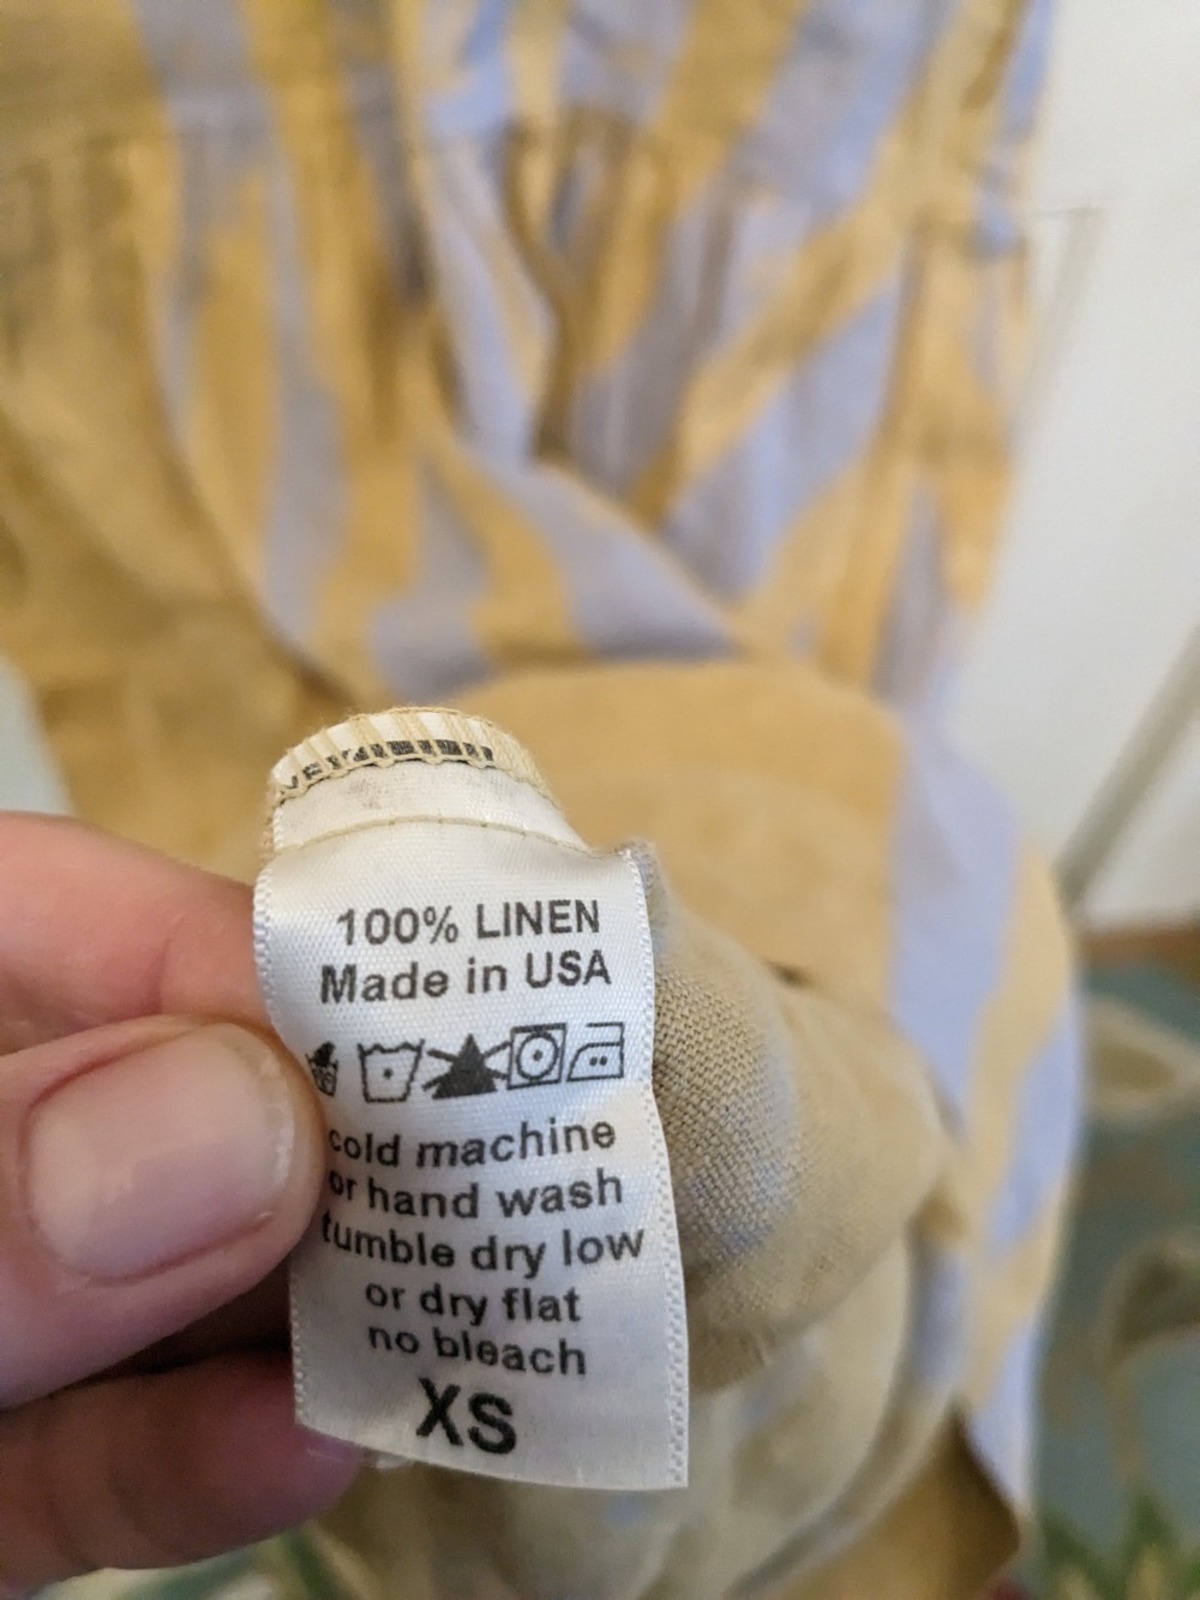 100% LINEN
Made in USA
cold machine
or hand wash
tumble dry low
or dry flat
no bleach
XS